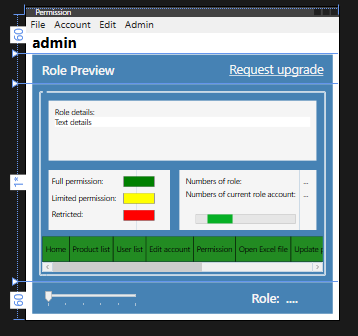 Permission
File Account Edit Admin
admin
Role Preview Request upgrade
Role details:
Text details
Full permission:
Limited permission:
Retricted:
Numbers of role: ...
Numbers of current role account: ...
Home Product list User list Edit account Permission Open Excel file Update p
Role: ....
60
1*
60